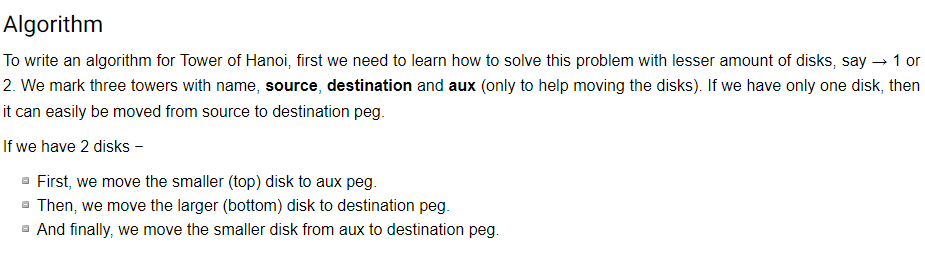 Algorithm
To write an algorithm for Tower of Hanoi, first we need to learn how to solve this problem with lesser amount of disks, say → 1 or
2. We mark three towers with name, source, destination and aux (only to help moving the disks). If we have only one disk, then
it can easily be moved from source to destination peg.
If we have 2 disks −
First, we move the smaller (top) disk to aux peg.
Then, we move the larger (bottom) disk to destination peg.
And finally, we move the smaller disk from aux to destination peg.